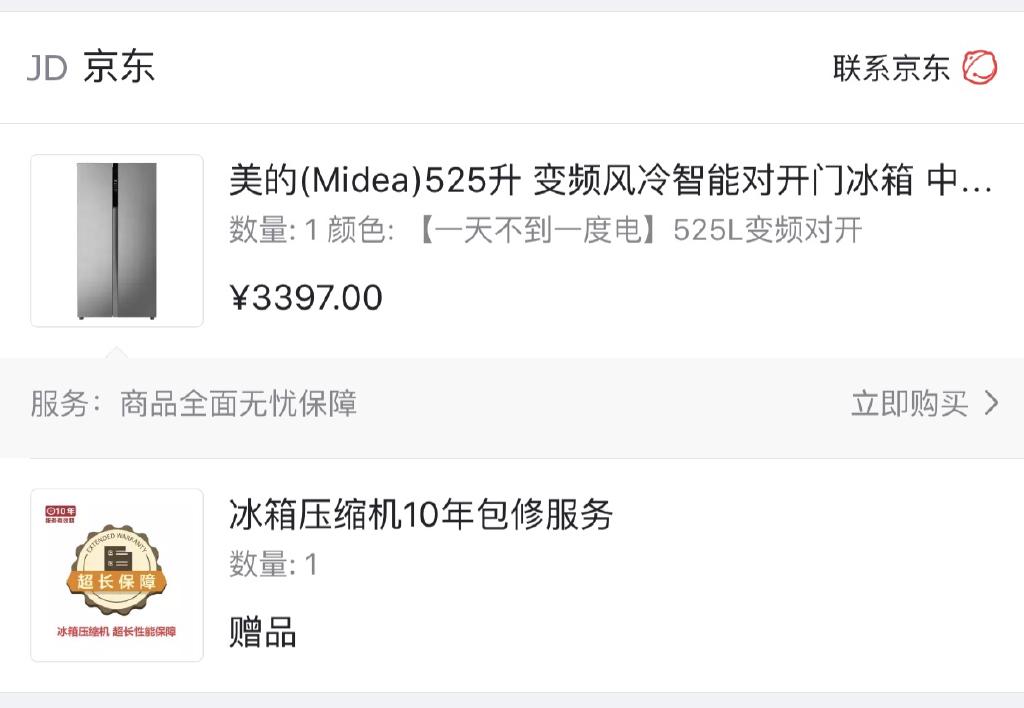 JD 京东
联系京东
美的(Midea)525升 变频风冷智能对开门冰箱 中...
数量: 1 颜色: 【一天不到一度电】525L变频对开
¥3397.00
服务: 商品全面无忧保障
立即购买
10年
EXTENDED WARRANTY
超长保障
冰箱压缩机 超长性能保障
冰箱压缩机10年包修服务
数量: 1
赠品